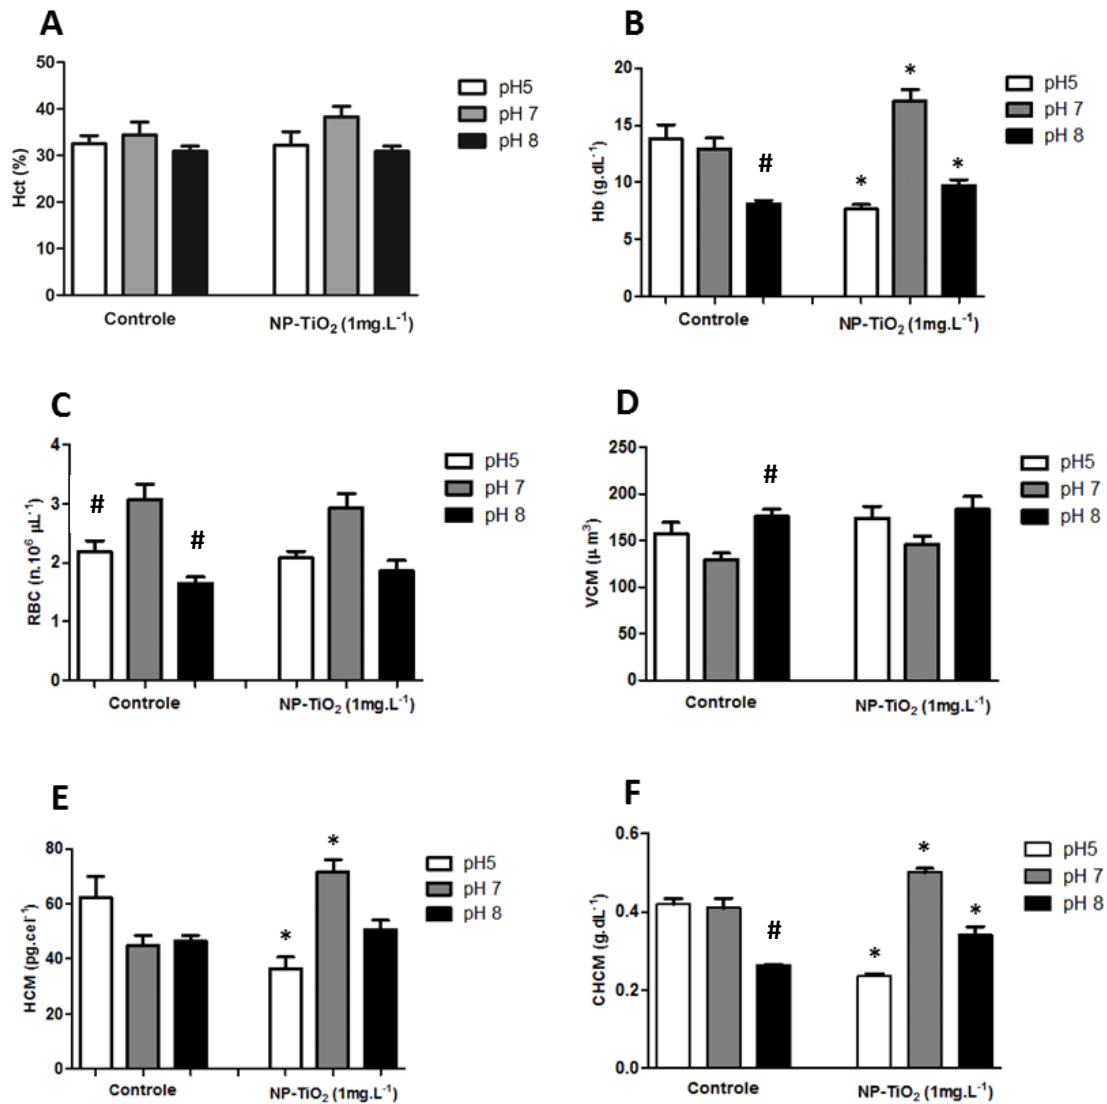 A
Hct (%)
50
40
30
20
10
0
pH5
pH 7
pH 8
Controle
NP-TiO₂ (1mg.L⁻¹)
B
Hb (g.dL⁻¹)
20
15
10
5
0
#
*
*
*
pH5
pH 7
pH 8
Controle
NP-TiO₂ (1mg.L⁻¹)
C
RBC (n.10⁶ µL⁻¹)
4
3
2
1
0
#
#
pH5
pH 7
pH 8
Controle
NP-TiO₂ (1mg.L⁻¹)
D
VCM (µ m³)
250
200
150
100
50
0
#
pH5
pH 7
pH 8
Controle
NP-TiO₂ (1mg.L⁻¹)
E
HCM (pg.cel⁻¹)
80
60
40
20
0
*
*
pH5
pH 7
pH 8
Controle
NP-TiO₂ (1mg.L⁻¹)
F
CHCM (g.dL⁻¹)
0.6
0.4
0.2
0.0
#
*
*
*
pH5
pH 7
pH 8
Controle
NP-TiO₂ (1mg.L⁻¹)